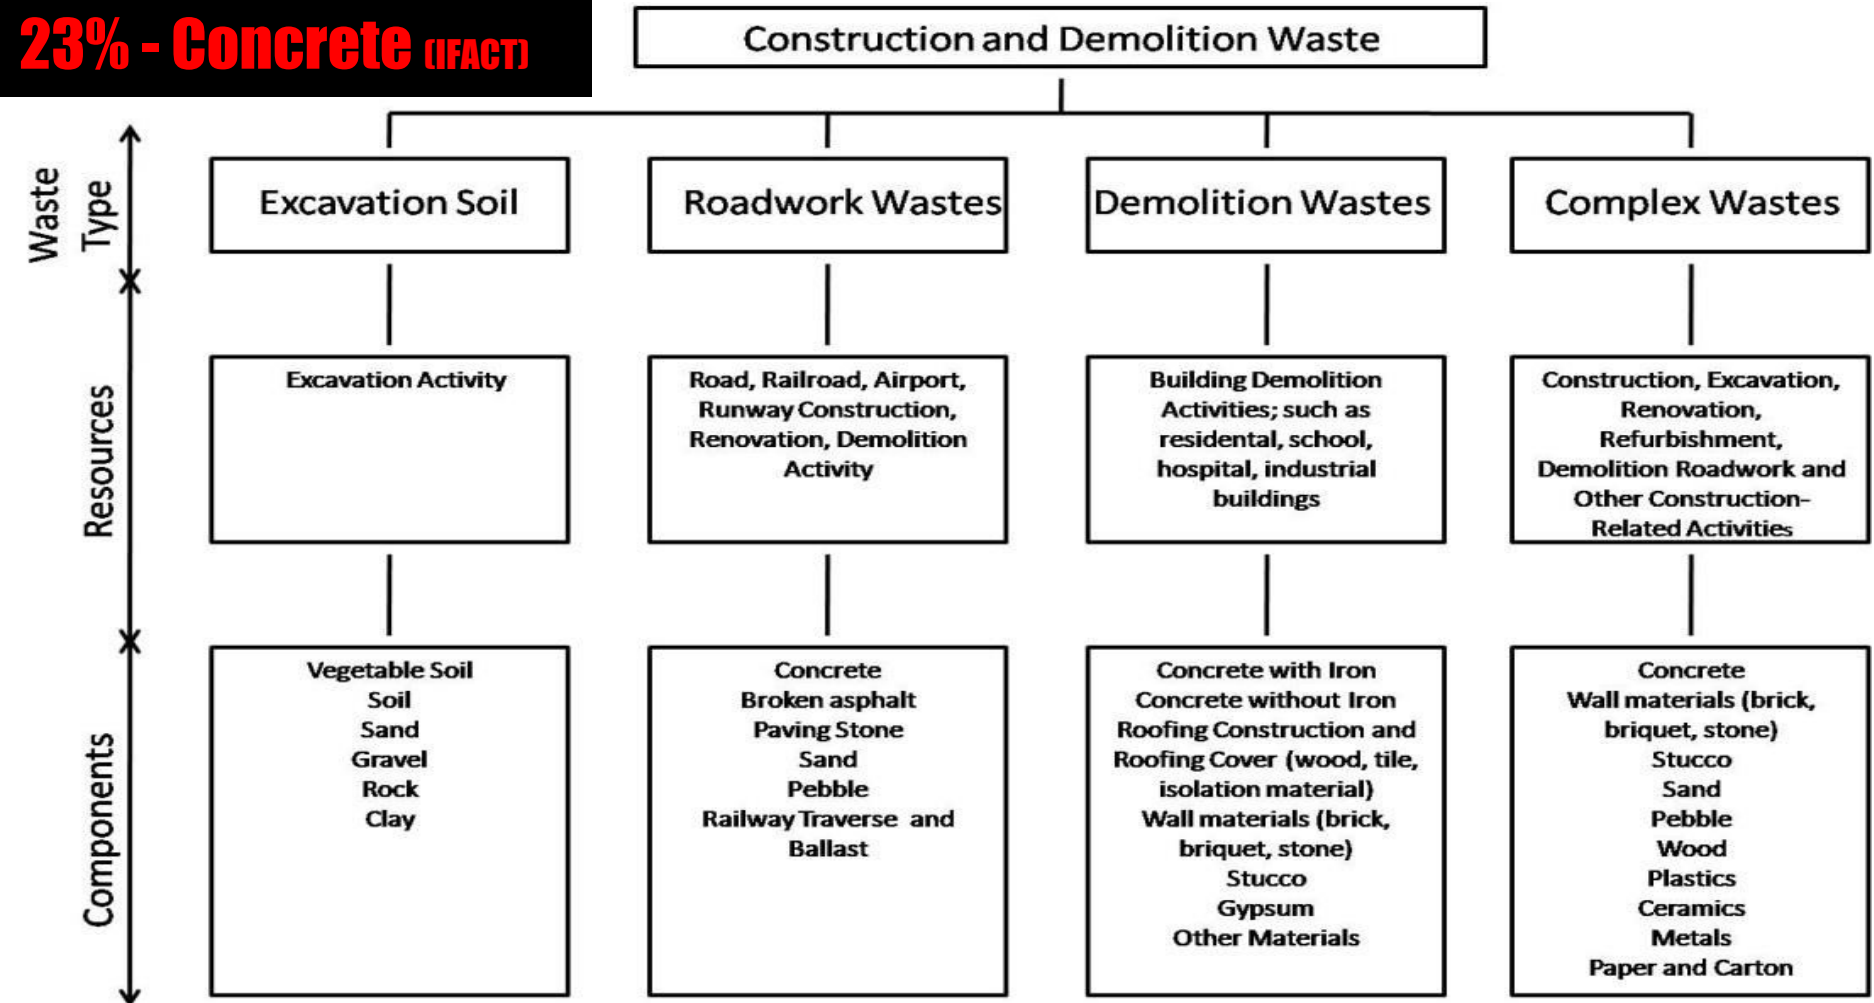 23% - Concrete (IFACT)
Construction and Demolition Waste
Waste
Type
Excavation Soil
Roadwork Wastes
Demolition Wastes
Complex Wastes
Resources
Excavation Activity
Road, Railroad, Airport,
Runway Construction,
Renovation, Demolition
Activity
Building Demolition
Activities; such as
residental, school,
hospital, industrial
buildings
Construction, Excavation,
Renovation,
Refurbishment,
Demolition Roadwork and
Other Construction-
Related Activities
Components
Vegetable Soil
Soil
Sand
Gravel
Rock
Clay
Concrete
Broken asphalt
Paving Stone
Sand
Pebble
Railway Traverse and
Ballast
Concrete with Iron
Concrete without Iron
Roofing Construction and
Roofing Cover (wood, tile,
isolation material)
Wall materials (brick,
briquet, stone)
Stucco
Gypsum
Other Materials
Concrete
Wall materials (brick,
briquet, stone)
Stucco
Sand
Pebble
Wood
Plastics
Ceramics
Metals
Paper and Carton